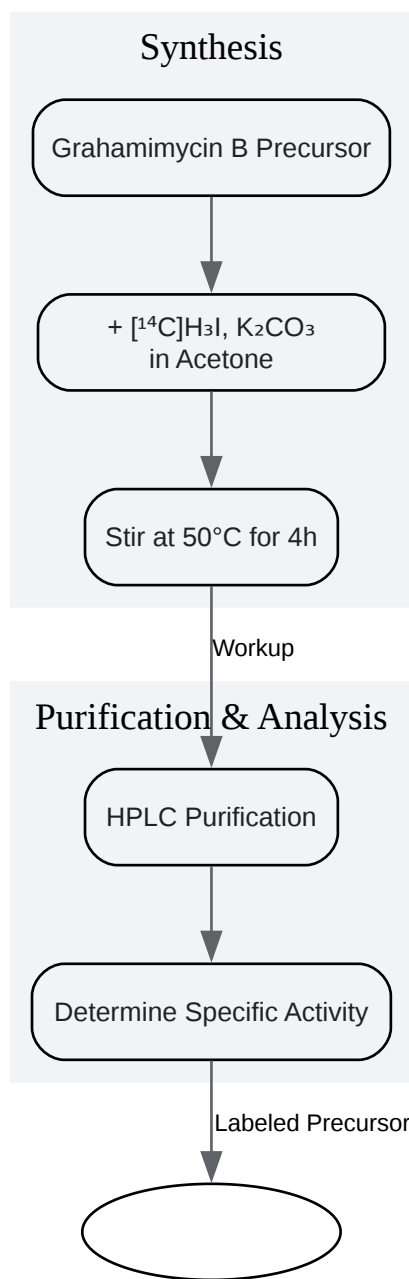 Synthesis
Grahamimycin B Precursor
+ [¹⁴C]H₃I, K₂CO₃
in Acetone
Stir at 50°C for 4h
Workup
Purification & Analysis
HPLC Purification
Determine Specific Activity
Labeled Precursor